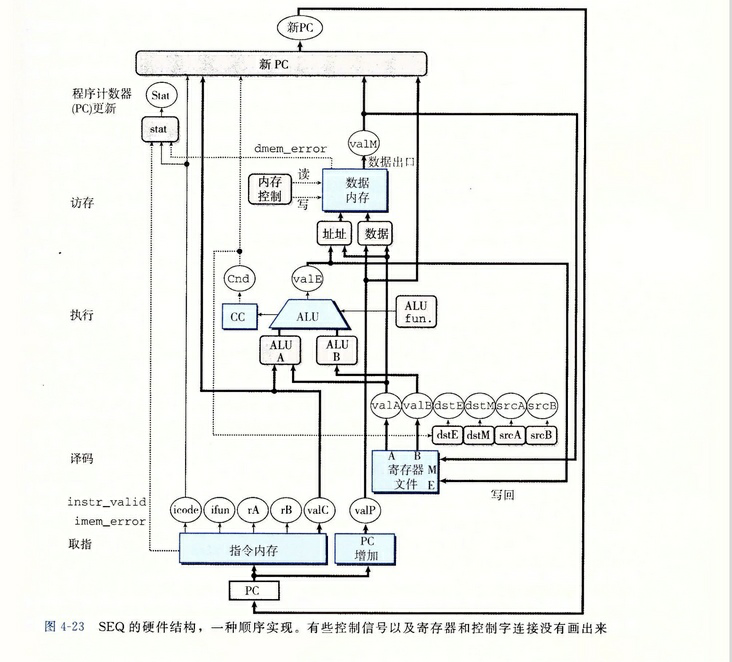 新PC
新PC
程序计数器
(PC)更新
Stat
stat
dmem_error
valM
数据出口
访存
内存
控制
读
写
数据
内存
址址
数据
Cnd
valE
执行
CC
ALU
ALU
fun.
ALU
A
ALU
B
valA valB dstE dstM srcA srcB
dstE dstM srcA srcB
译码
A B
寄存器 M
文件 E
写回
instr_valid
imem_error
icode ifun rA rB valC valP
取指
指令内存
PC
增加
PC
图 4-23 SEQ 的硬件结构，一种顺序实现。有些控制信号以及寄存器和控制字连接没有画出来